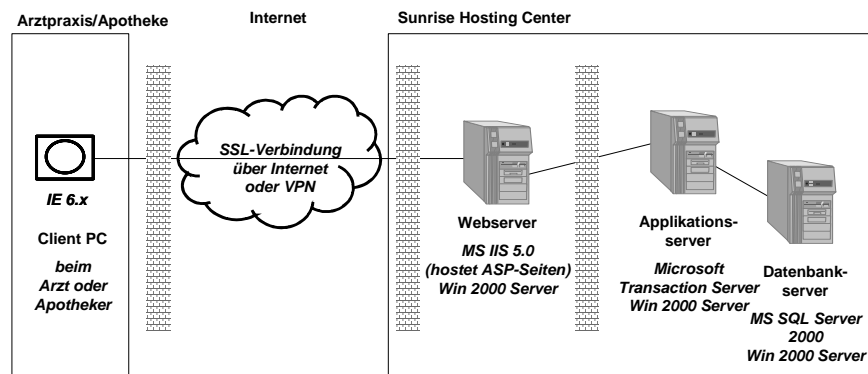 Arztpraxis/Apotheke
Internet
Sunrise Hosting Center
SSL-Verbindung
über Internet
oder VPN
IE 6.x
Client PC
beim
Arzt oder
Apotheker
Webserver
MS IIS 5.0
(hostet ASP-Seiten)
Win 2000 Server
Applikations-
server
Microsoft
Transaction Server
Win 2000 Server
Datenbank-
server
MS SQL Server
2000
Win 2000 Server